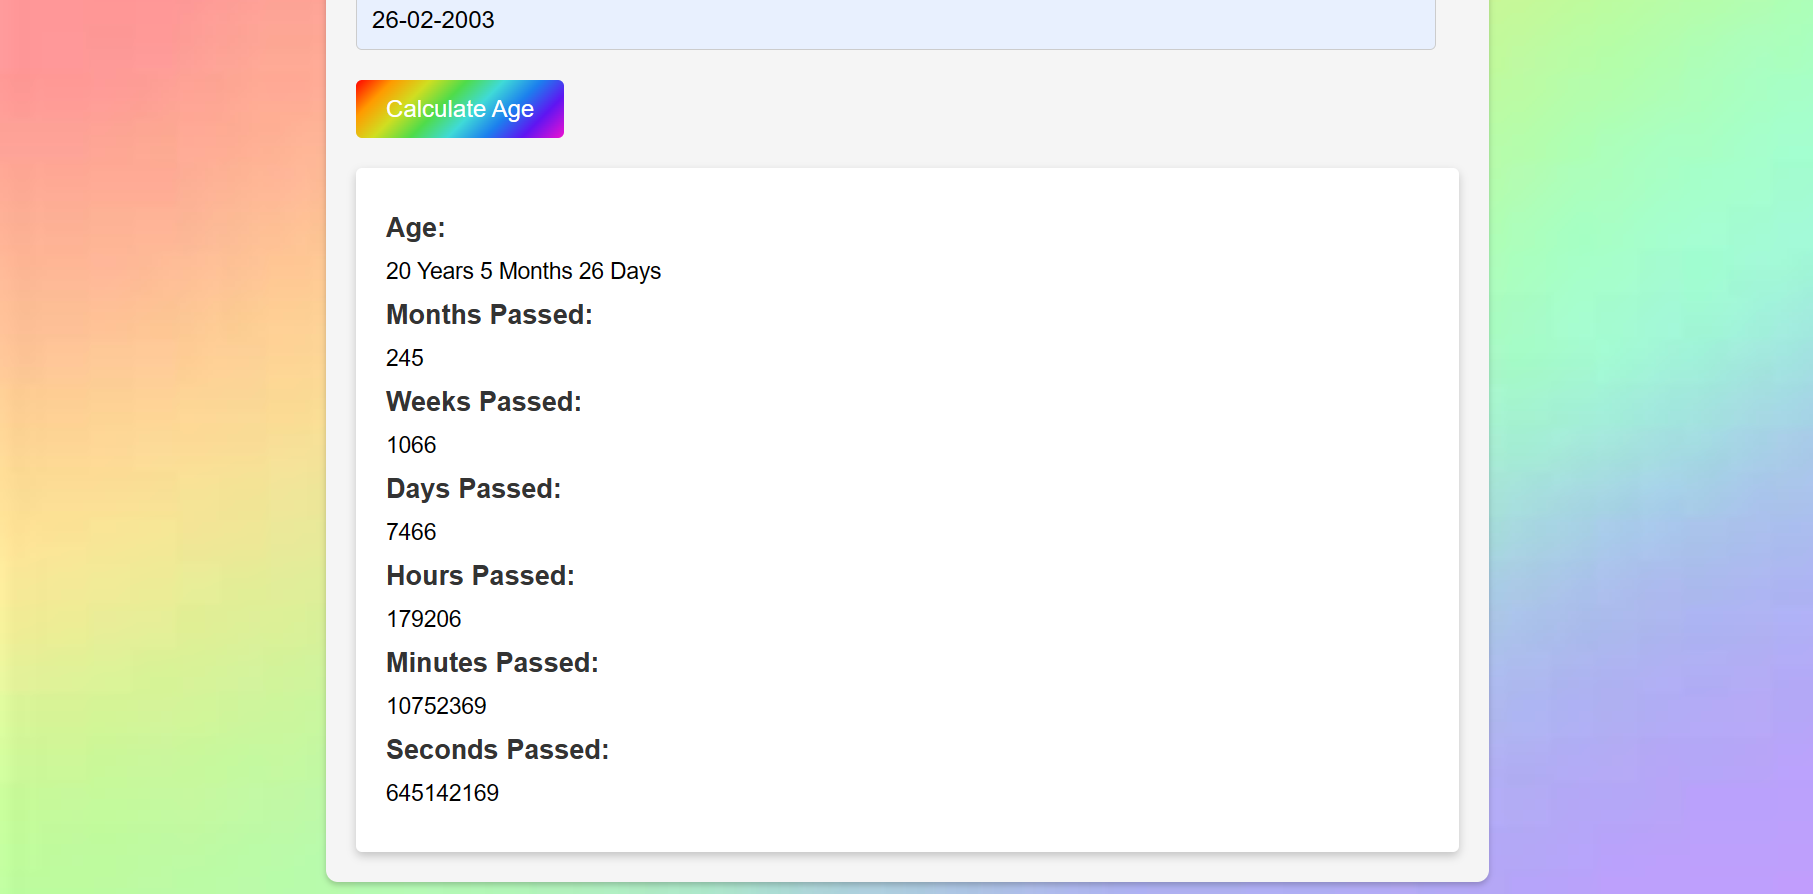 26-02-2003
Calculate Age
Age:
20 Years 5 Months 26 Days
Months Passed:
245
Weeks Passed:
1066
Days Passed:
7466
Hours Passed:
179206
Minutes Passed:
10752369
Seconds Passed:
645142169